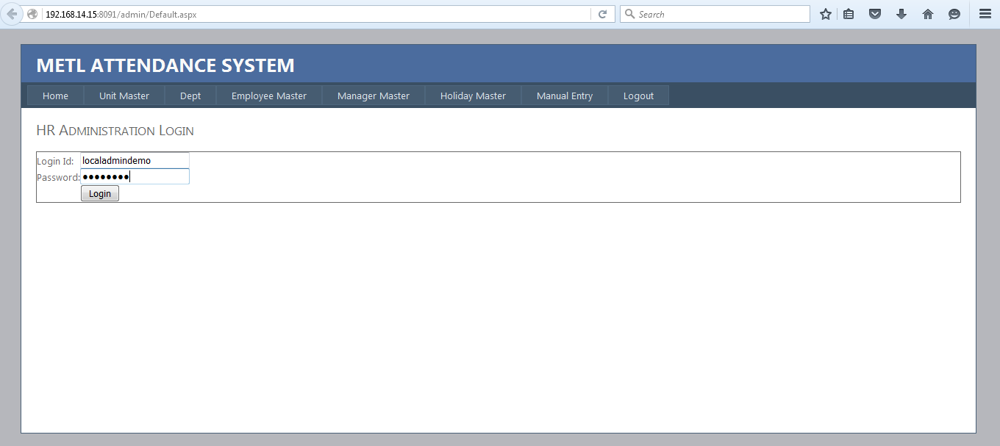 192.168.14.15:8091/admin/Default.aspx
Search
METL ATTENDANCE SYSTEM
Home Unit Master Dept Employee Master Manager Master Holiday Master Manual Entry Logout
HR ADMINISTRATION LOGIN
Login Id: localadmindemo
Password: ●●●●●●●●
Login